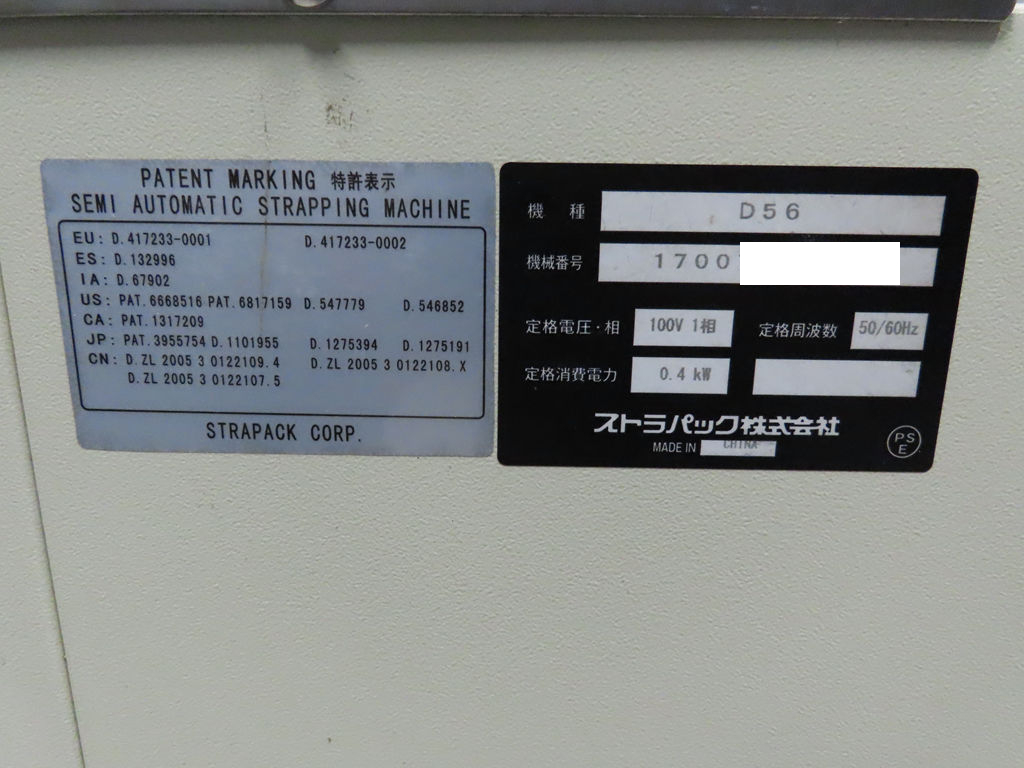 PATENT MARKING 特許表示
SEMI AUTOMATIC STRAPPING MACHINE
EU: D.417233-0001 D.417233-0002
ES: D.132996
IA: D.67902
US: PAT.6668516 PAT.6817159 D.547779 D.546852
CA: PAT.1317209
JP: PAT.3955754 D.1101955 D.1275394 D.1275191
CN: D.ZL 2005 3 0122109.4 D.ZL 2005 3 0122108.X
D.ZL 2005 3 0122107.5
STRAPACK CORP.
機種 D56
機械番号 1700
定格電圧・相 100V 1相 定格周波数 50/60Hz
定格消費電力 0.4 kW
ストラパック株式会社
MADE IN CHINA
PS
E